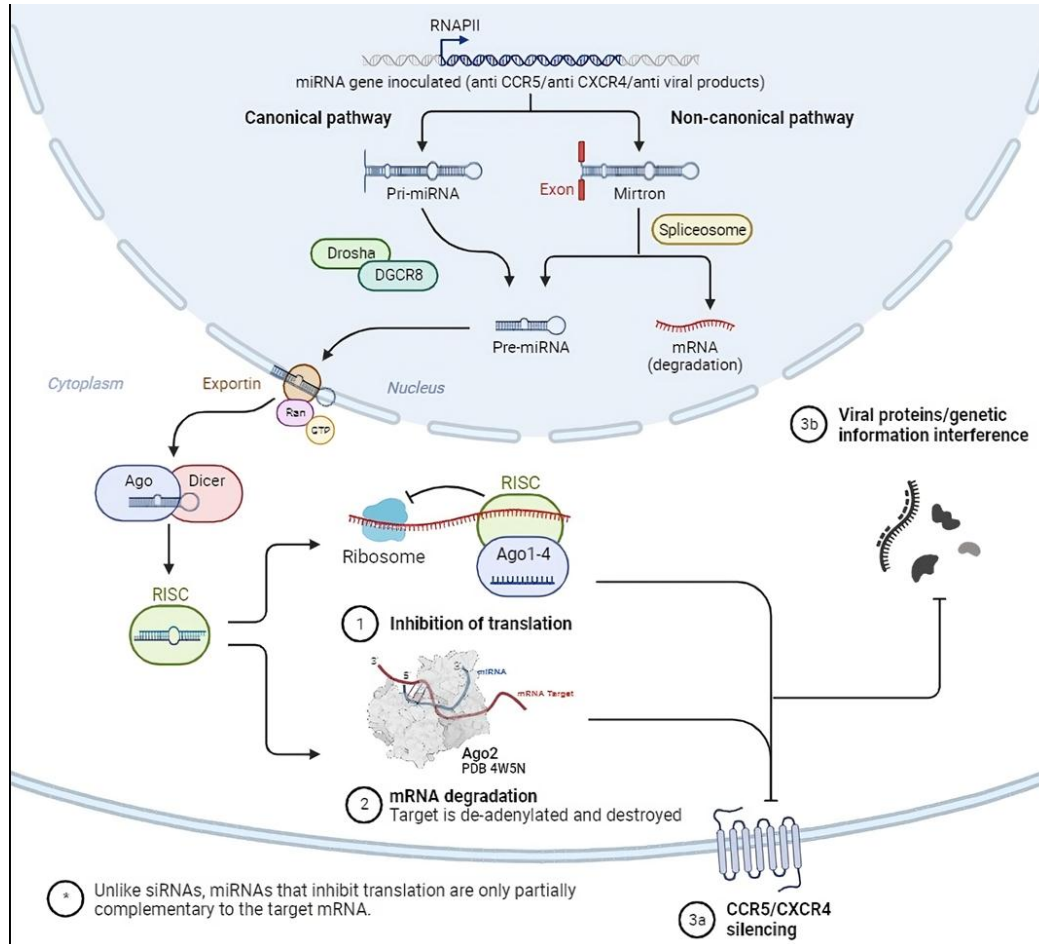 RNAPII
miRNA gene inoculated (anti CCR5/anti CXCR4/anti viral products)
Canonical pathway
Non-canonical pathway
Pri-miRNA
Exon
Mirtron
Spliceosome
Drosha
DGCR8
Pre-miRNA
mRNA
(degradation)
Cytoplasm
Exportin
Nucleus
Ran
GTP
3b
Viral proteins/genetic
information interference
Ago
Dicer
RISC
Ribosome
Ago1-4
RISC
1
Inhibition of translation
3'
5'
3'
miRNA
mRNA Target
Ago2
PDB 4W5N
2
mRNA degradation
Target is de-adenylated and destroyed
*
Unlike siRNAs, miRNAs that inhibit translation are only partially
complementary to the target mRNA.
3a
CCR5/CXCR4
silencing